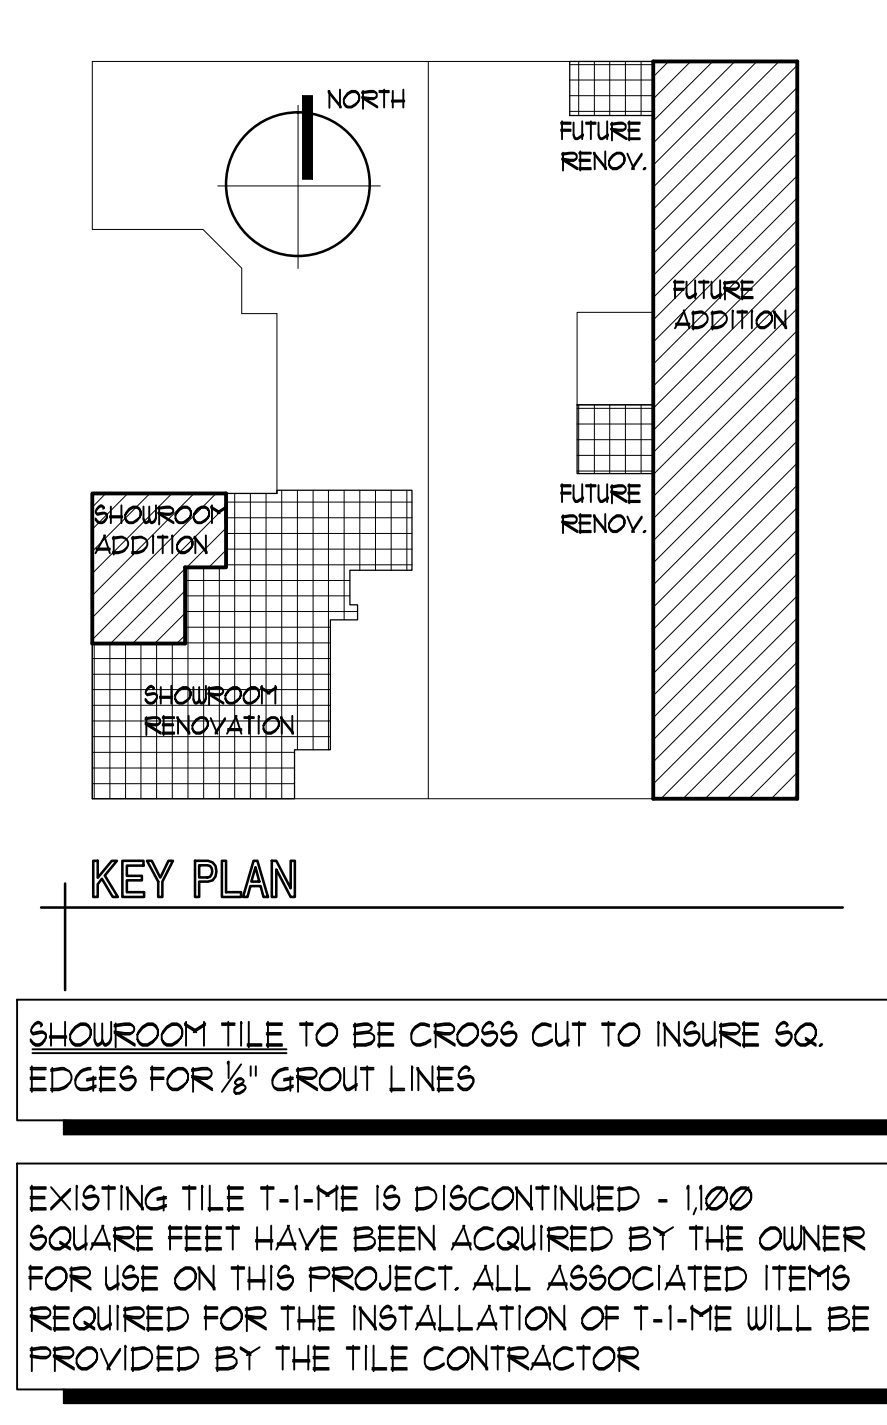 NORTH
FUTURE
RENOV.
FUTURE
ADDITION
FUTURE
RENOV.
SHOWROOM
ADDITION
SHOWROOM
RENOVATION
KEY PLAN
SHOWROOM TILE TO BE CROSS CUT TO INSURE SQ.
EDGES FOR ⅛" GROUT LINES
EXISTING TILE T-1-ME IS DISCONTINUED - 1,100
SQUARE FEET HAVE BEEN ACQUIRED BY THE OWNER
FOR USE ON THIS PROJECT. ALL ASSOCIATED ITEMS
REQUIRED FOR THE INSTALLATION OF T-1-ME WILL BE
PROVIDED BY THE TILE CONTRACTOR